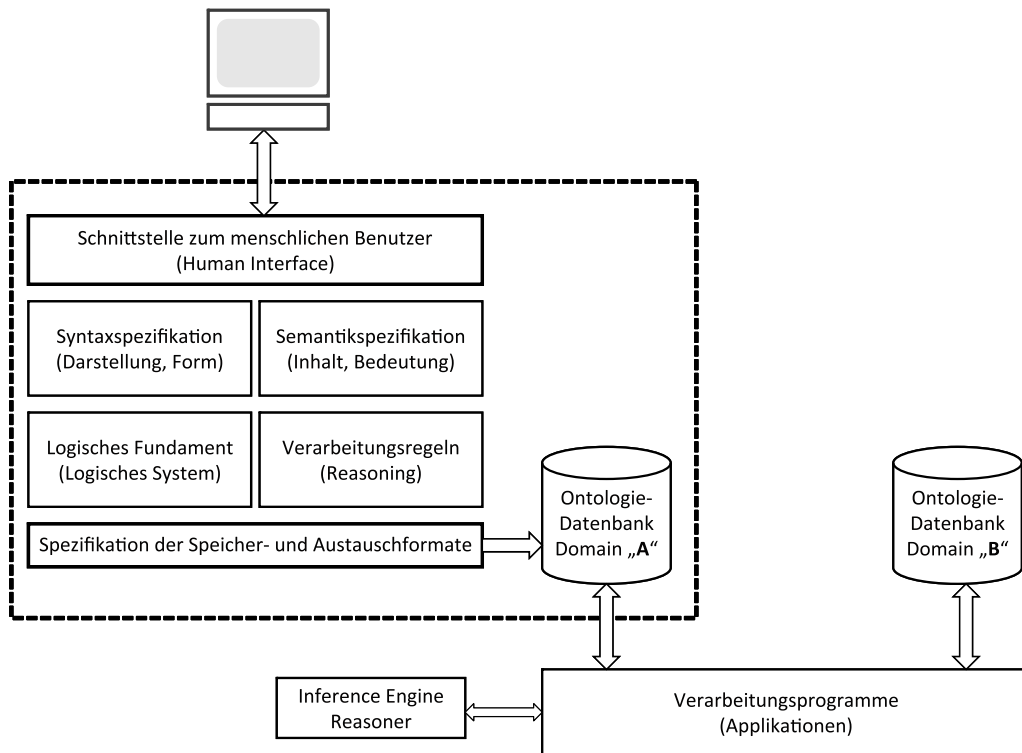 Schnittstelle zum menschlichen Benutzer
(Human Interface)
Syntaxspezifikation
(Darstellung, Form)
Semantikspezifikation
(Inhalt, Bedeutung)
Logisches Fundament
(Logisches System)
Verarbeitungsregeln
(Reasoning)
Spezifikation der Speicher- und Austauschformate
Ontologie-
Datenbank
Domain „A“
Ontologie-
Datenbank
Domain „B“
Inference Engine
Reasoner
Verarbeitungsprogramme
(Applikationen)